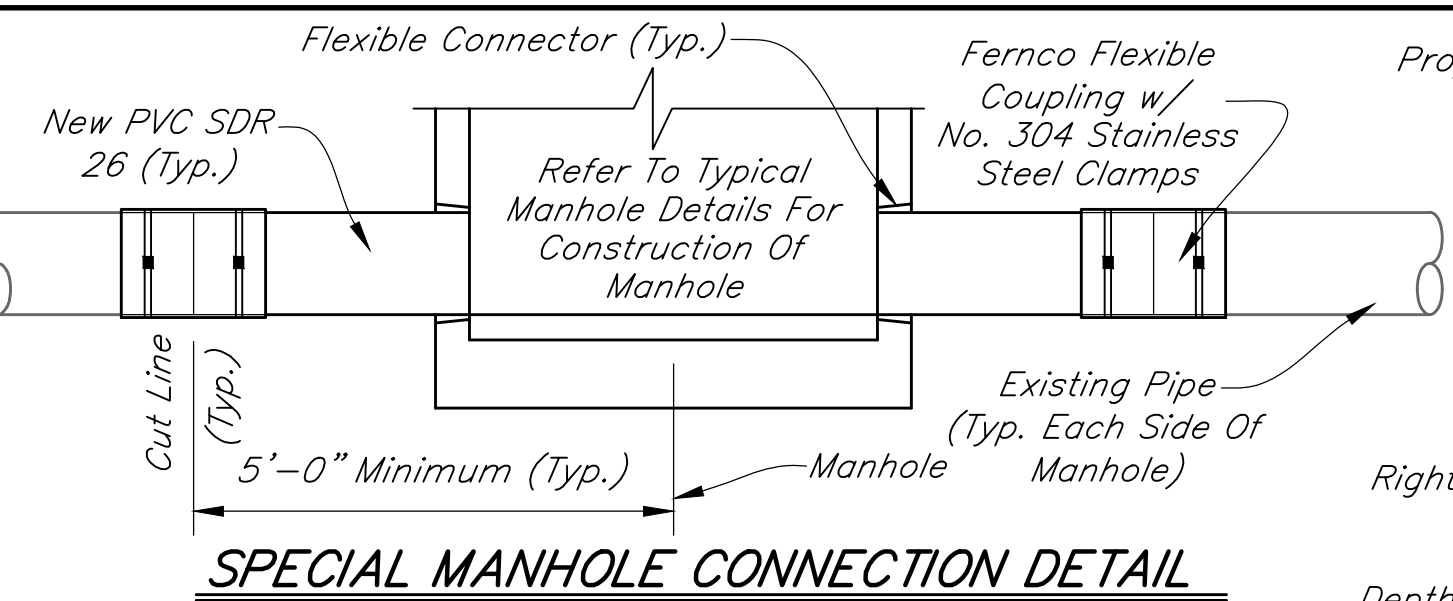 Flexible Connector (Typ.)
Fernco Flexible
Coupling w/
No. 304 Stainless
Steel Clamps
New PVC SDR
26 (Typ.)
Refer To Typical
Manhole Details For
Construction Of
Manhole
Cut Line
(Typ.)
5'-0" Minimum (Typ.)
Manhole
Existing Pipe
(Typ. Each Side Of
Manhole)
Right
Depth
SPECIAL MANHOLE CONNECTION DETAIL